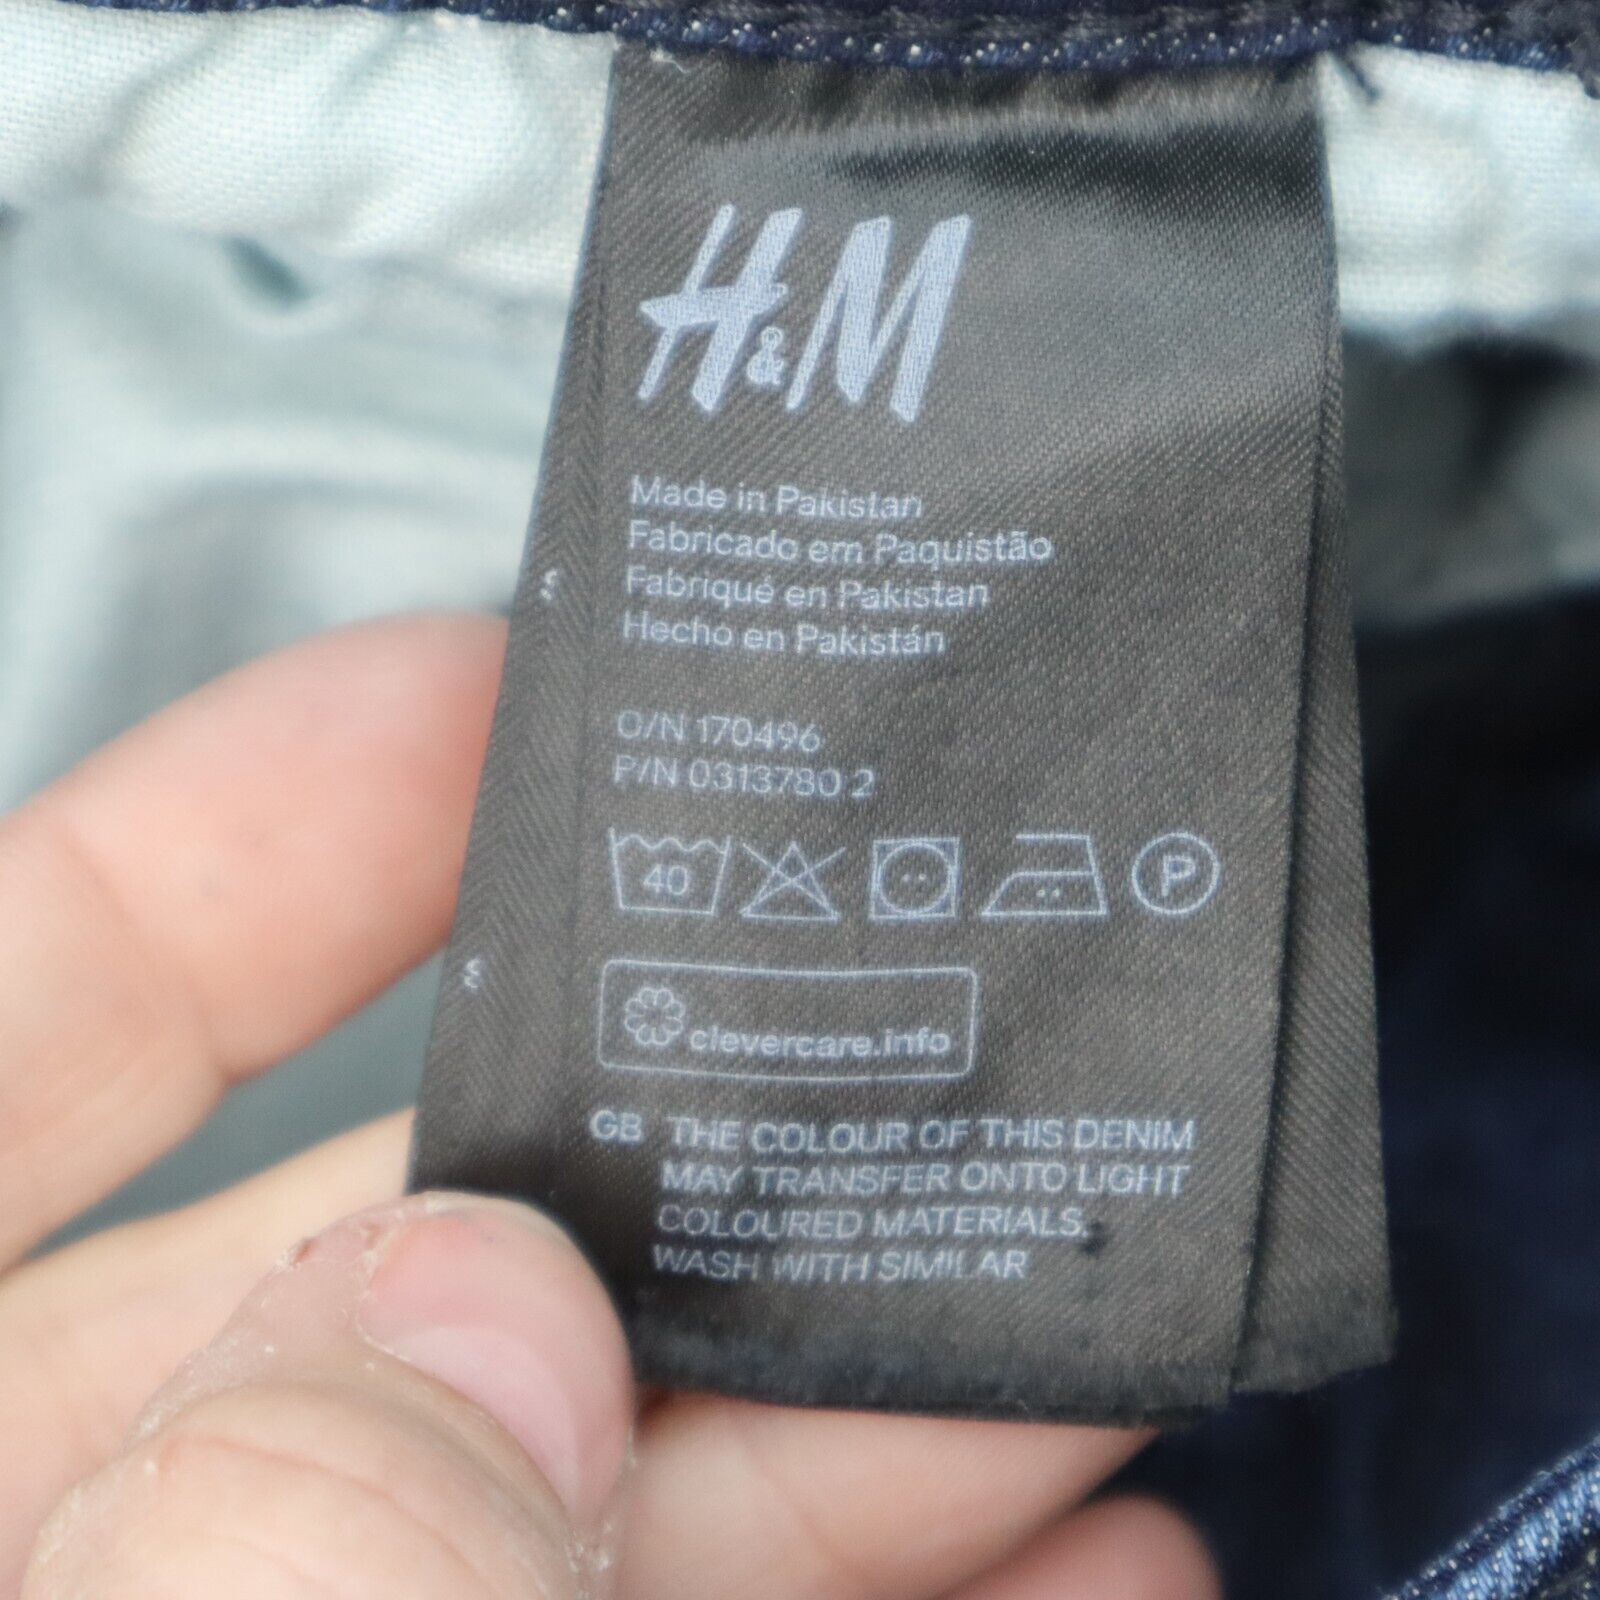 H&M
Made in Pakistan
Fabricado em Paquistão
Fabriqué en Pakistan
Hecho en Pakistán
O/N 170496
P/N 0313780 2
40
P
clevercare.info
GB THE COLOUR OF THIS DENIM
MAY TRANSFER ONTO LIGHT
COLOURED MATERIALS.
WASH WITH SIMILAR